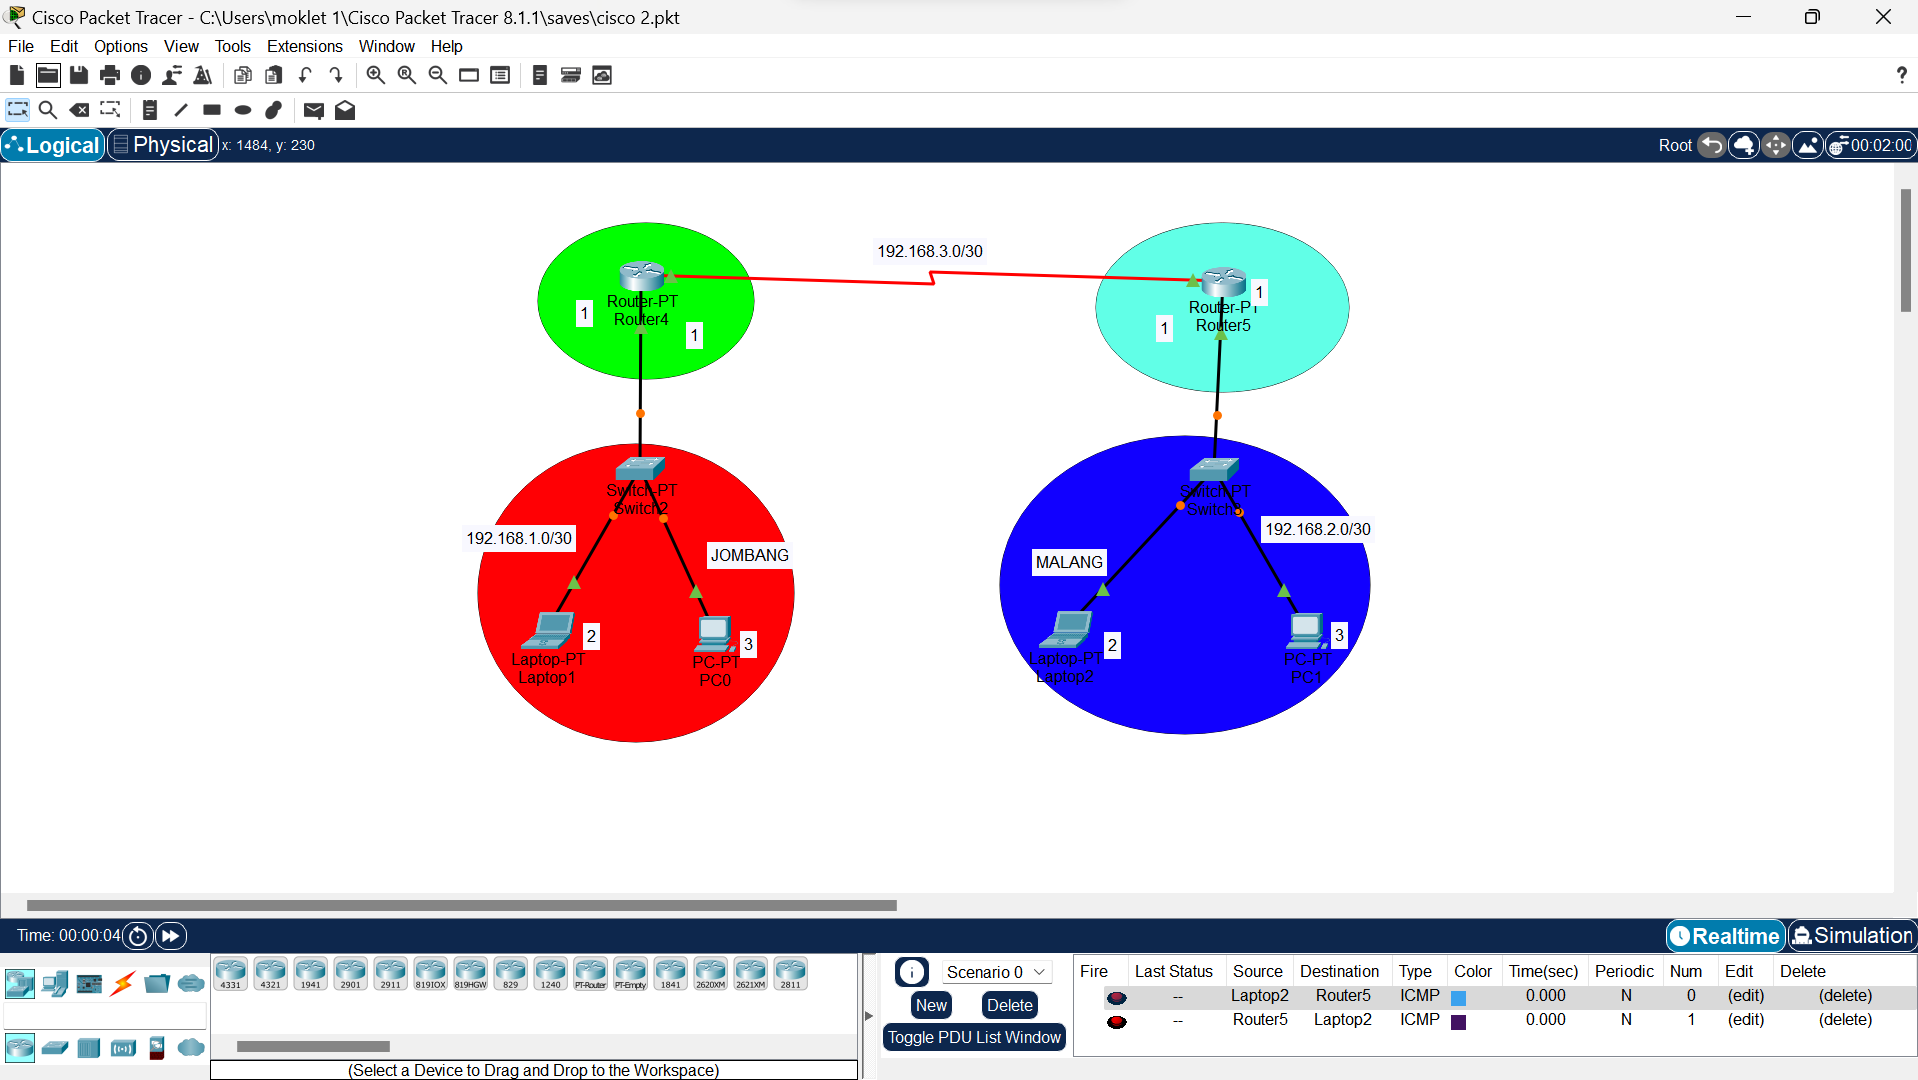 Cisco Packet Tracer - C:\Users\moklet 1\Cisco Packet Tracer 8.1.1\saves\cisco 2.pkt
File Edit Options View Tools Extensions Window Help
?
Logical Physical x: 1484, y: 230 Root 00:02:00
192.168.3.0/30
Router-PT
Router4
1
1
Router-PT
Router5
1
1
Switch-PT
Switch2
192.168.1.0/30
JOMBANG
Laptop-PT
Laptop1
2
PC-PT
PC0
3
Switch-PT
Switch3
192.168.2.0/30
MALANG
Laptop-PT
Laptop2
2
PC-PT
PC1
3
Time: 00:00:04 Realtime Simulation
4331 4321 1941 2901 2911 819IOX 819HGW 829 1240 PT-Router PT-Empty 1841 2620XM 2621XM 2811
(Select a Device to Drag and Drop to the Workspace)
Scenario 0
New Delete
Toggle PDU List Window
Fire Last Status Source Destination Type Color Time(sec) Periodic Num Edit Delete
-- Laptop2 Router5 ICMP 0.000 N 0 (edit) (delete)
-- Router5 Laptop2 ICMP 0.000 N 1 (edit) (delete)